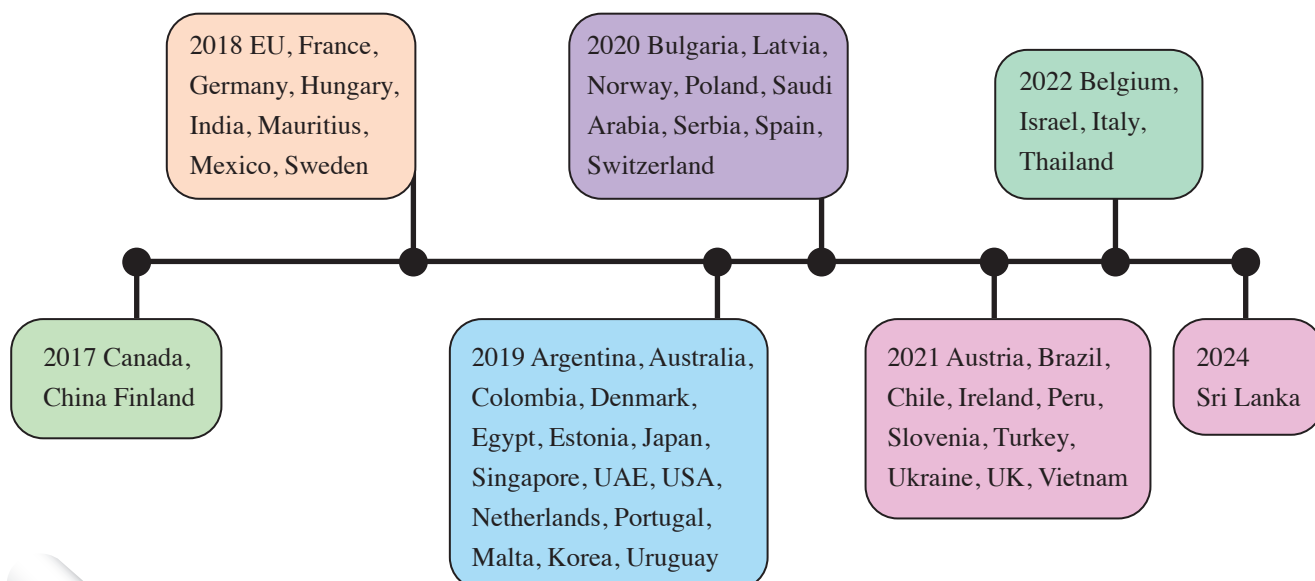 2018 EU, France,
Germany, Hungary,
India, Mauritius,
Mexico, Sweden
2020 Bulgaria, Latvia,
Norway, Poland, Saudi
Arabia, Serbia, Spain,
Switzerland
2022 Belgium,
Israel, Italy,
Thailand
2017 Canada,
China Finland
2019 Argentina, Australia,
Colombia, Denmark,
Egypt, Estonia, Japan,
Singapore, UAE, USA,
Netherlands, Portugal,
Malta, Korea, Uruguay
2021 Austria, Brazil,
Chile, Ireland, Peru,
Slovenia, Turkey,
Ukraine, UK, Vietnam
2024
Sri Lanka